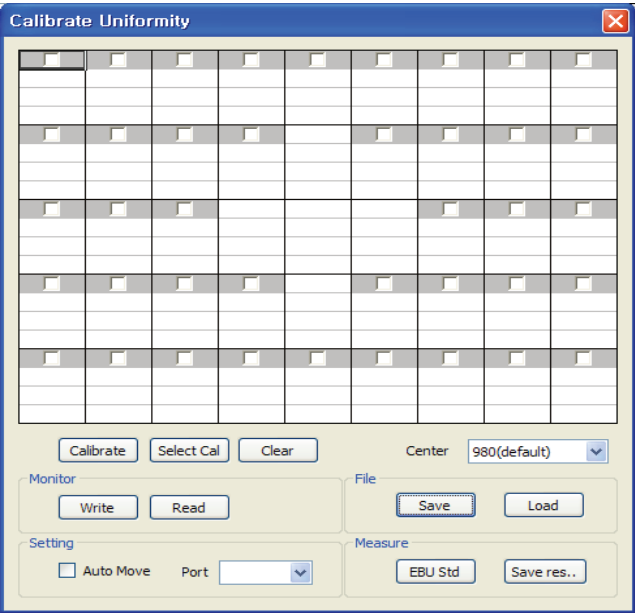 Calibrate Uniformity
Calibrate Select Cal Clear Center 980(default)
Monitor File
Write Read Save Load
Setting Measure
Auto Move Port EBU Std Save res..